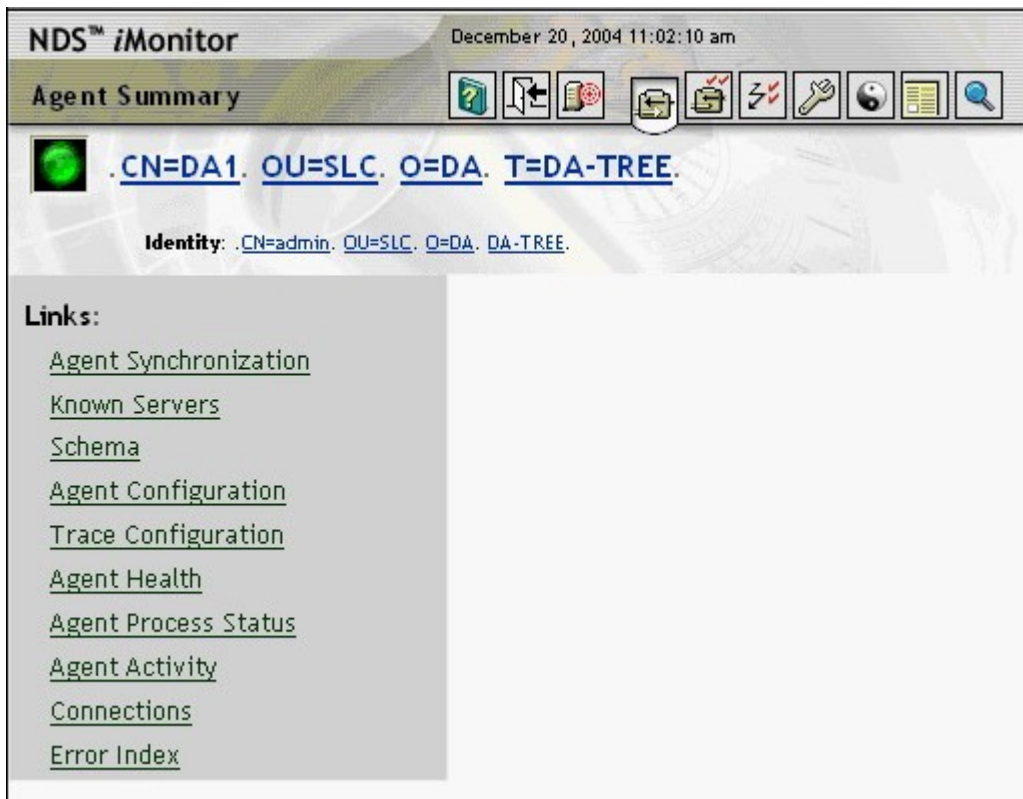 NDS™ iMonitor
December 20, 2004 11:02:10 am
Agent Summary
. CN=DA1. OU=SLC. O=DA. T=DA-TREE.
Identity: .CN=admin. OU=SLC. O=DA. DA-TREE.
Links:
Agent Synchronization
Known Servers
Schema
Agent Configuration
Trace Configuration
Agent Health
Agent Process Status
Agent Activity
Connections
Error Index